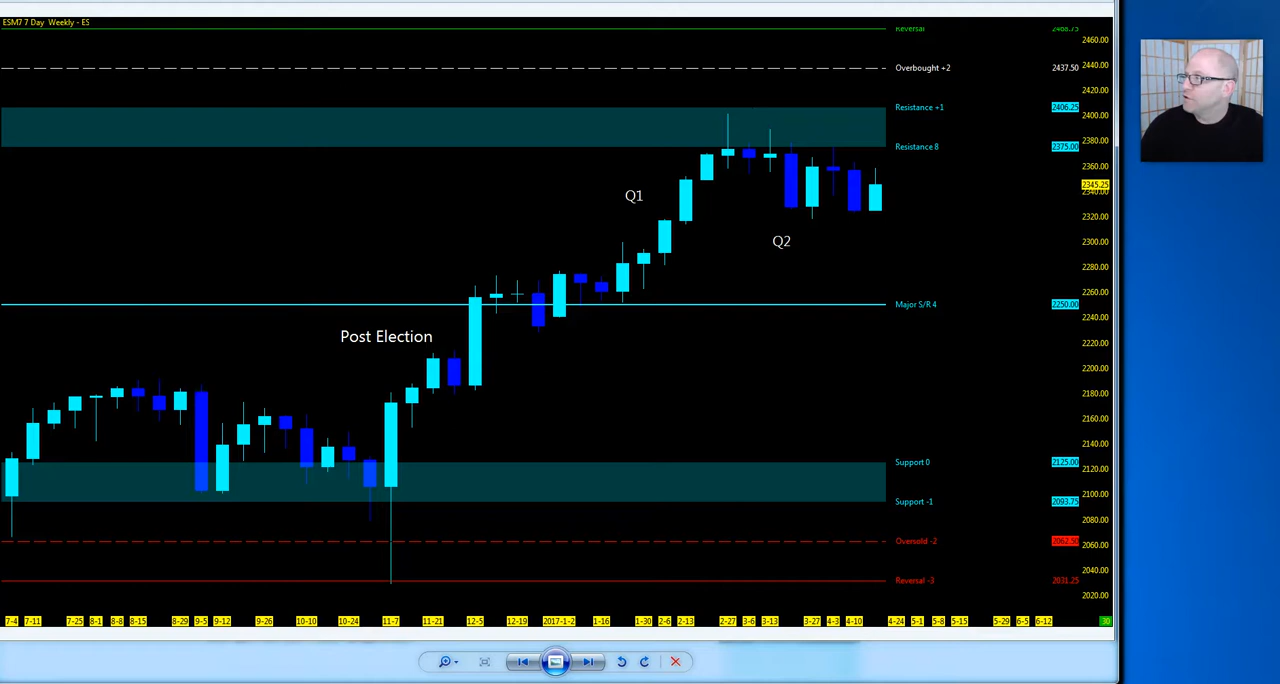 ESM7 7 Day Weekly - ES
Reversal 2468.75
2460.00
2440.00
Overbought +2 2437.50
2420.00
Resistance +1 2406.25
2400.00
2380.00
Resistance 8 2375.00
2360.00
2345.25
2340.00
Q1
2320.00
Q2
2300.00
2280.00
2260.00
Major S/R 4 2250.00
2240.00
Post Election
2220.00
2200.00
2180.00
2160.00
2140.00
Support 0 2125.00
2120.00
2100.00
Support -1 2093.75
2080.00
Oversold -2 2062.50
2060.00
2040.00
Reversal -3 2031.25
2020.00
7-4 7-11 7-25 8-1 8-8 8-15 8-29 9-5 9-12 9-26 10-10 10-24 11-7 11-21 12-5 12-19 2017-1-2 1-16 1-30 2-6 2-13 2-27 3-6 3-13 3-27 4-3 4-10 4-24 5-1 5-8 5-15 5-29 6-5 6-12 30